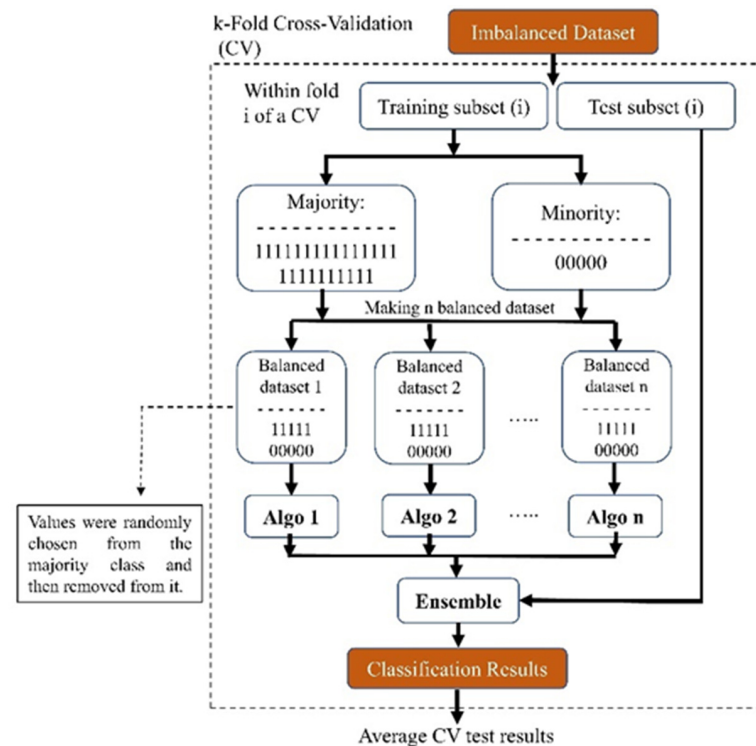 k-Fold Cross-Validation
(CV)
Imbalanced Dataset
Within fold
i of a CV
Training subset (i)
Test subset (i)
Majority:
- - - - - - - - - - - - - - -
1111111111111111
1111111111
Minority:
- - - - - - - - - - - - -
00000
Making n balanced dataset
Balanced
dataset 1
- - - - - - -
11111
00000
Balanced
dataset 2
- - - - - - -
11111
00000
.....
Balanced
dataset n
- - - - - - -
11111
00000
Algo 1
Algo 2
.....
Algo n
Values were randomly
chosen from the
majority class and
then removed from it.
Ensemble
Classification Results
Average CV test results